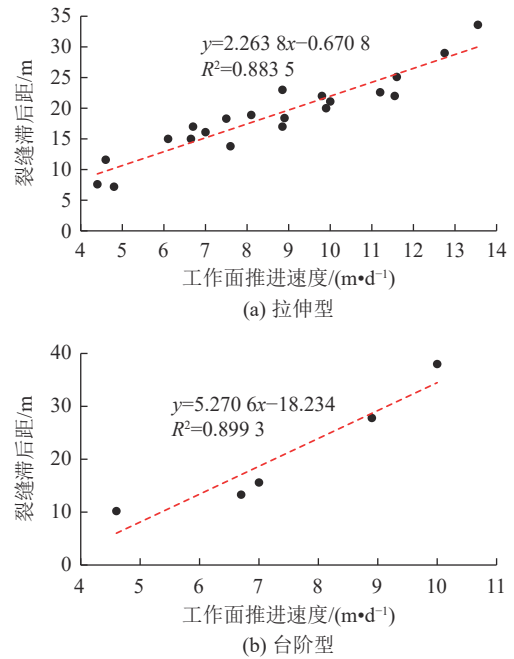 35
30
25
20
15
10
5
0
裂缝滞后距/m
y=2.263 8x−0.670 8
R²=0.883 5
4 5 6 7 8 9 10 11 12 13 14
工作面推进速度/(m•d⁻¹)
(a) 拉伸型
40
30
20
10
0
裂缝滞后距/m
y=5.270 6x−18.234
R²=0.899 3
4 5 6 7 8 9 10 11
工作面推进速度/(m•d⁻¹)
(b) 台阶型